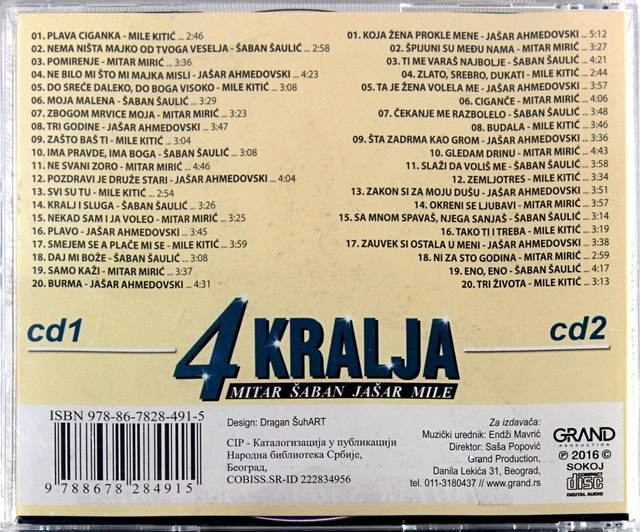 01. PLAVA CIGANKA - MILE KITIĆ ... 2:46
02. NEMA NIŠTA MAJKO OD TVOGA VESELJA - ŠABAN ŠAULIĆ ... 2:58
03. POMIRENJE - MITAR MIRIĆ ... 3:36
04. NE BILO MI ŠTO MI MAJKA MISLI - JAŠAR AHMEDOVSKI ... 4:23
05. DO SREĆE DALEKO, DO BOGA VISOKO - MILE KITIĆ ... 3:08
06. MOJA MALENA - ŠABAN ŠAULIĆ ... 3:29
07. ZBOGOM MRVICE MOJA - MITAR MIRIĆ ... 3:23
08. TRI GODINE - JAŠAR AHMEDOVSKI ... 3:47
09. ZAŠTO BAŠ TI - MILE KITIĆ ... 3:04
10. IMA PRAVDE, IMA BOGA - ŠABAN ŠAULIĆ ... 3:08
11. NE SVANI ZORO - MITAR MIRIĆ ... 4:46
12. POZDRAVI JE DRUŽE STARI - JAŠAR AHMEDOVSKI ... 4:04
13. SVI SU TU - MILE KITIĆ ... 2:54
14. KRALJ I SLUGA - ŠABAN ŠAULIĆ ... 3:26
15. NEKAD SAM I JA VOLEO - MITAR MIRIĆ ... 3:25
16. PLAVO - JAŠAR AHMEDOVSKI ... 3:45
17. SMEJEM SE A PLAČE MI SE - MILE KITIĆ ... 3:59
18. DAJ MI BOŽE - ŠABAN ŠAULIĆ ... 3:08
19. SAMO KAŽI - MITAR MIRIĆ ... 3:37
20. BURMA - JAŠAR AHMEDOVSKI ... 4:31
cd1
01. KOJA ŽENA PROKLE MENE - JAŠAR AHMEDOVSKI ... 5:12
02. ŠPIJUNI SU MEĐU NAMA - MITAR MIRIĆ ... 3:27
03. TI ME VARAŠ NAJBOLJE - ŠABAN ŠAULIĆ ... 4:21
04. ZLATO, SREBRO, DUKATI - MILE KITIĆ ... 2:44
05. TA JE ŽENA VOLELA ME - JAŠAR AHMEDOVSKI ... 3:57
06. CIGANČE - MITAR MIRIĆ ... 4:06
07. ČEKANJE ME RAZBOLELO - ŠABAN ŠAULIĆ ... 3:48
08. BUDALA - MILE KITIĆ ... 3:46
09. ŠTA ZADRMA KAO GROM - JAŠAR AHMEDOVSKI ... 3:36
10. GLEDAM DRINU - MITAR MIRIĆ ... 4:43
11. SLAŽI DA VOLIŠ ME - ŠABAN ŠAULIĆ ... 3:58
12. ZEMLJOTRES - MILE KITIĆ ... 3:34
13. ZAKON SI ZA MOJU DUŠU - JAŠAR AHMEDOVSKI ... 3:51
14. OKRENI SE LJUBAVI - MITAR MIRIĆ ... 3:57
15. SA MNOM SPAVAŠ, NJEGA SANJAŠ - ŠABAN ŠAULIĆ ... 3:14
16. TAKO TI I TREBA - MILE KITIĆ ... 3:19
17. ZAUVEK SI OSTALA U MENI - JAŠAR AHMEDOVSKI ... 3:38
18. NI ZA STO GODINA - MITAR MIRIĆ ... 2:59
19. ENO, ENO - ŠABAN ŠAULIĆ ... 4:17
20. TRI ŽIVOTA - MILE KITIĆ ... 3:13
cd2
4 KRALJA
MITAR ŠABAN JAŠAR MILE
ISBN 978-86-7828-491-5
9 788678 284915
Design: Dragan ŠuhART
CIP - Каталогизација у публикацији
Народна библиотека Србије,
Београд,
COBISS.SR-ID 222834956
Za izdavača:
Muzički urednik: Endži Mavrić
Direktor: Saša Popović
Grand Production,
Danila Lekića 31, Beograd,
tel. 011-3180437 // www.grand.rs
GRAND
PRODUCTION
℗ 2016 ©
SOKOJ
COMPACT
disc
DIGITAL AUDIO